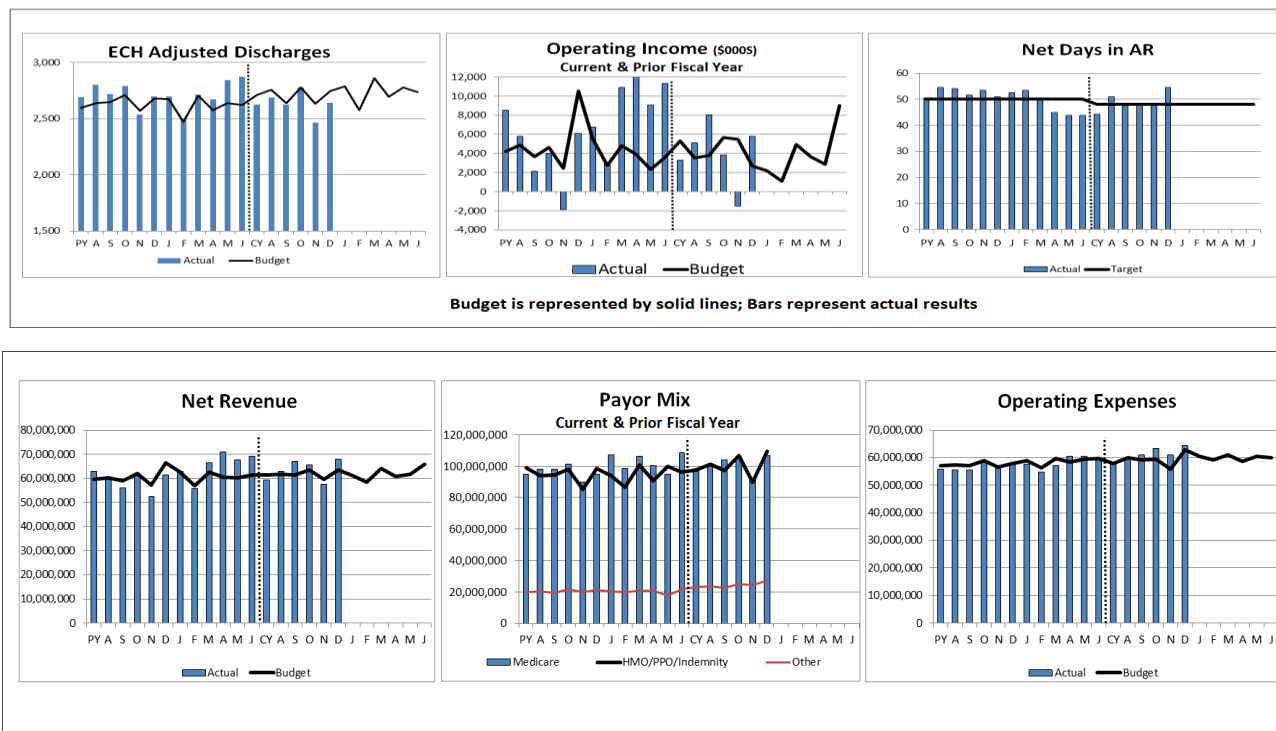 ECH Adjusted Discharges
3,000
2,500
2,000
1,500
PY A S O N D J F M A M J CY A S O N D J F M A M J
Actual Budget
Operating Income ($000S)
Current & Prior Fiscal Year
12,000
10,000
8,000
6,000
4,000
2,000
0
-2,000
-4,000
PY A S O N D J F M A M J CY A S O N D J F M A M J
Actual Budget
Net Days in AR
60
50
40
30
20
10
0
PY A S O N D J F M A M J CY A S O N D J F M A M J
Actual Target
Budget is represented by solid lines; Bars represent actual results
Net Revenue
80,000,000
70,000,000
60,000,000
50,000,000
40,000,000
30,000,000
20,000,000
10,000,000
0
PY A S O N D J F M A M J CY A S O N D J F M A M J
Actual Budget
Payor Mix
Current & Prior Fiscal Year
120,000,000
100,000,000
80,000,000
60,000,000
40,000,000
20,000,000
0
PY A S O N D J F M A M J CY A S O N D J F M A M J
Medicare HMO/PPO/Indemnity Other
Operating Expenses
70,000,000
60,000,000
50,000,000
40,000,000
30,000,000
20,000,000
10,000,000
0
PY A S O N D J F M A M J CY A S O N D J F M A M J
Actual Budget